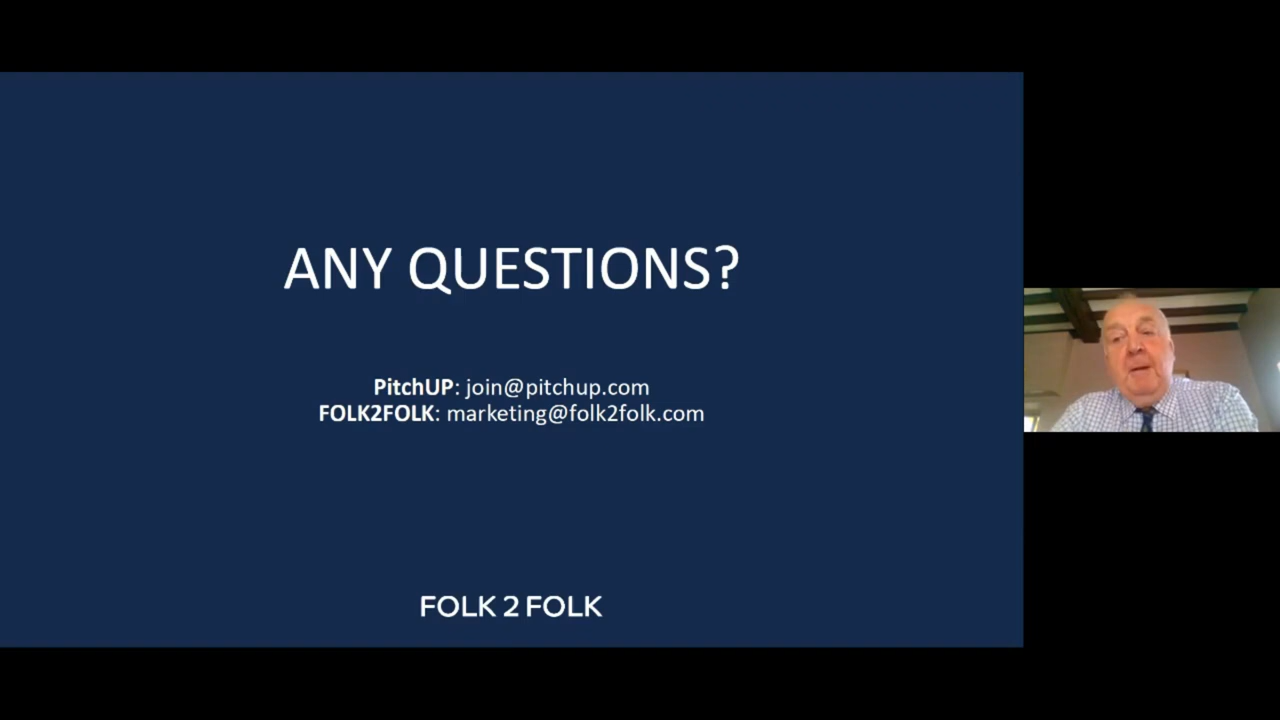 ANY QUESTIONS?
PitchUP: join@pitchup.com
FOLK2FOLK: marketing@folk2folk.com
FOLK 2 FOLK